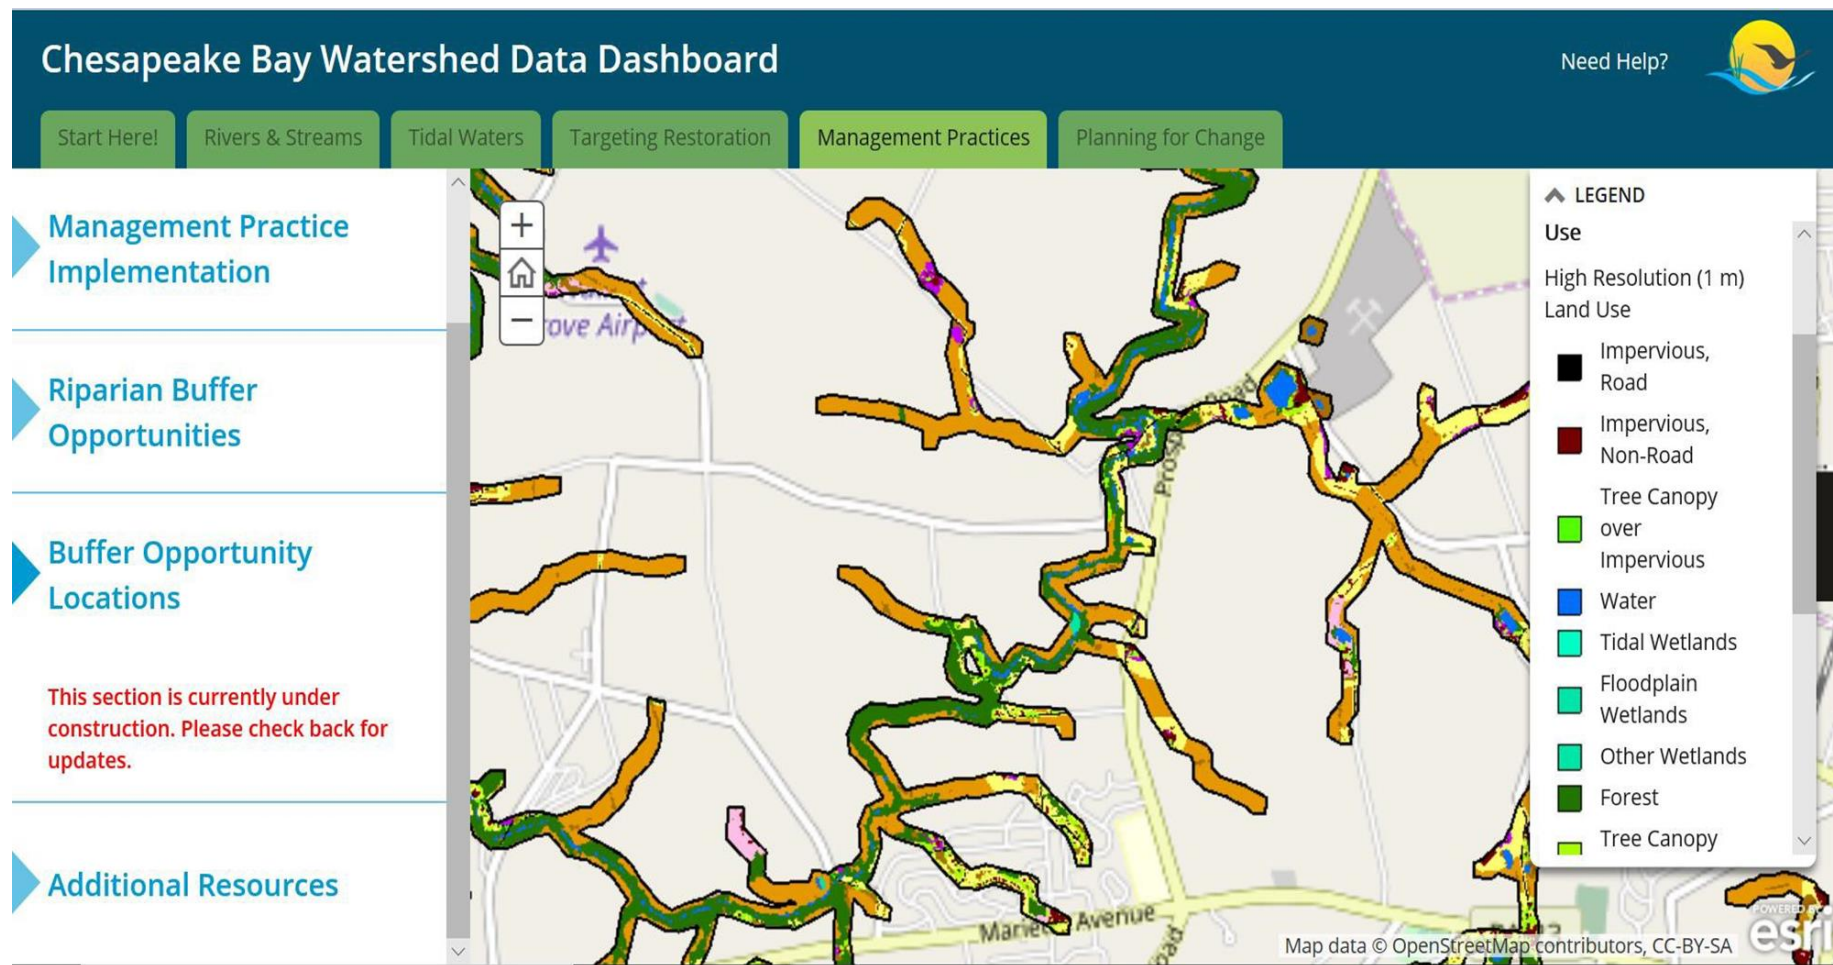 Chesapeake Bay Watershed Data Dashboard
Need Help?
Start Here!
Rivers & Streams
Tidal Waters
Targeting Restoration
Management Practices
Planning for Change
Management Practice
Implementation
Riparian Buffer
Opportunities
Buffer Opportunity
Locations
This section is currently under
construction. Please check back for
updates.
Additional Resources
+
−
Road
LEGEND
Use
High Resolution (1 m)
Land Use
Impervious,
Road
Impervious,
Non-Road
Tree Canopy
over
Impervious
Water
Tidal Wetlands
Floodplain
Wetlands
Other Wetlands
Forest
Tree Canopy
Avenue
Map data © OpenStreetMap contributors, CC-BY-SA
POWERED BY
esri